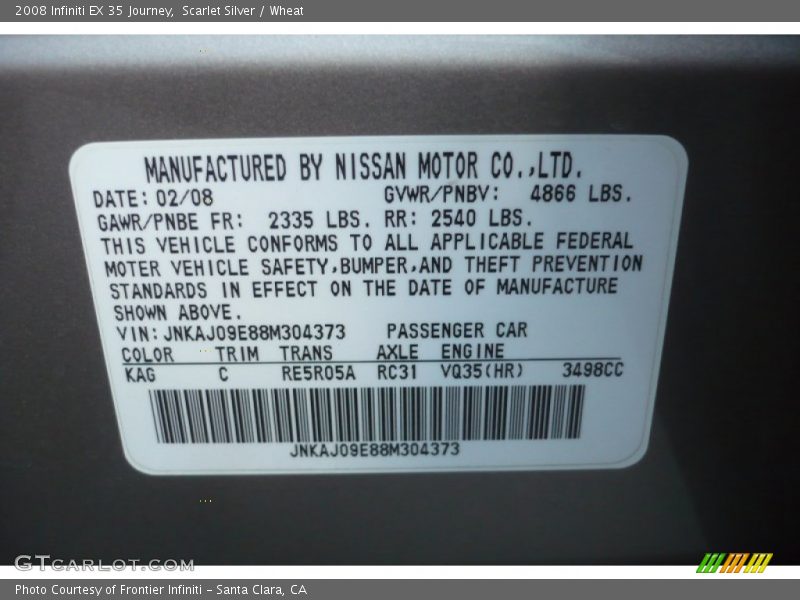 2008 Infiniti EX 35 Journey,  Scarlet Silver / Wheat
MANUFACTURED BY NISSAN MOTOR CO.,LTD.
DATE: 02/08 GVWR/PNBV: 4866 LBS.
GAWR/PNBE FR: 2335 LBS. RR: 2540 LBS.
THIS VEHICLE CONFORMS TO ALL APPLICABLE FEDERAL
MOTER VEHICLE SAFETY,BUMPER,AND THEFT PREVENTION
STANDARDS IN EFFECT ON THE DATE OF MANUFACTURE
SHOWN ABOVE.
VIN: JNKAJ09E88M304373 PASSENGER CAR
COLOR TRIM TRANS AXLE ENGINE
KAG C RE5R05A RC31 VQ35(HR) 3498CC
JNKAJ09E88M304373
GTCARLOT.COM
Photo Courtesy of Frontier Infiniti – Santa Clara, CA